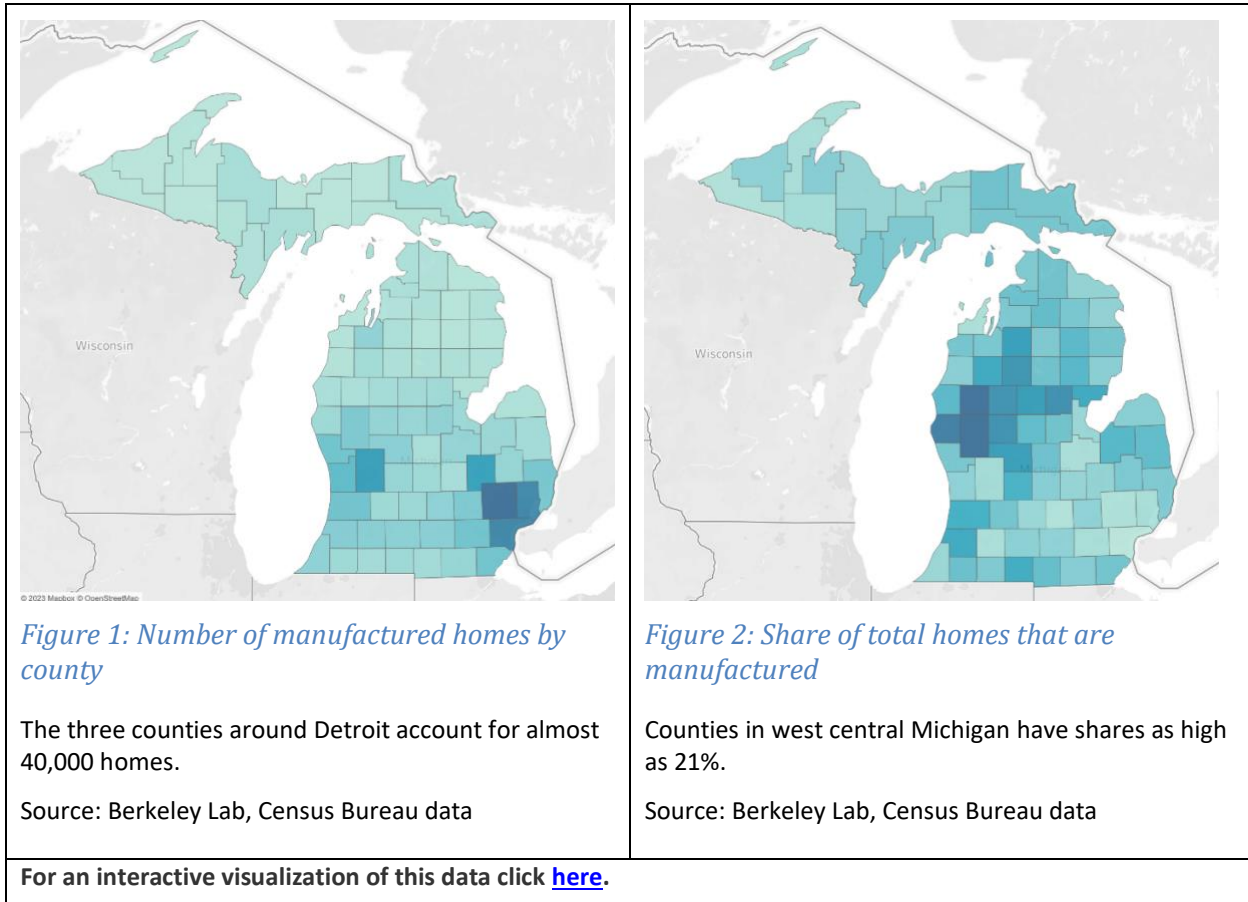 Wisconsin
© 2023 Mapbox © OpenStreetMap
Figure 1: Number of manufactured homes by
county
The three counties around Detroit account for almost
40,000 homes.
Source: Berkeley Lab, Census Bureau data
Wisconsin
Figure 2: Share of total homes that are
manufactured
Counties in west central Michigan have shares as high
as 21%.
Source: Berkeley Lab, Census Bureau data
For an interactive visualization of this data click here.